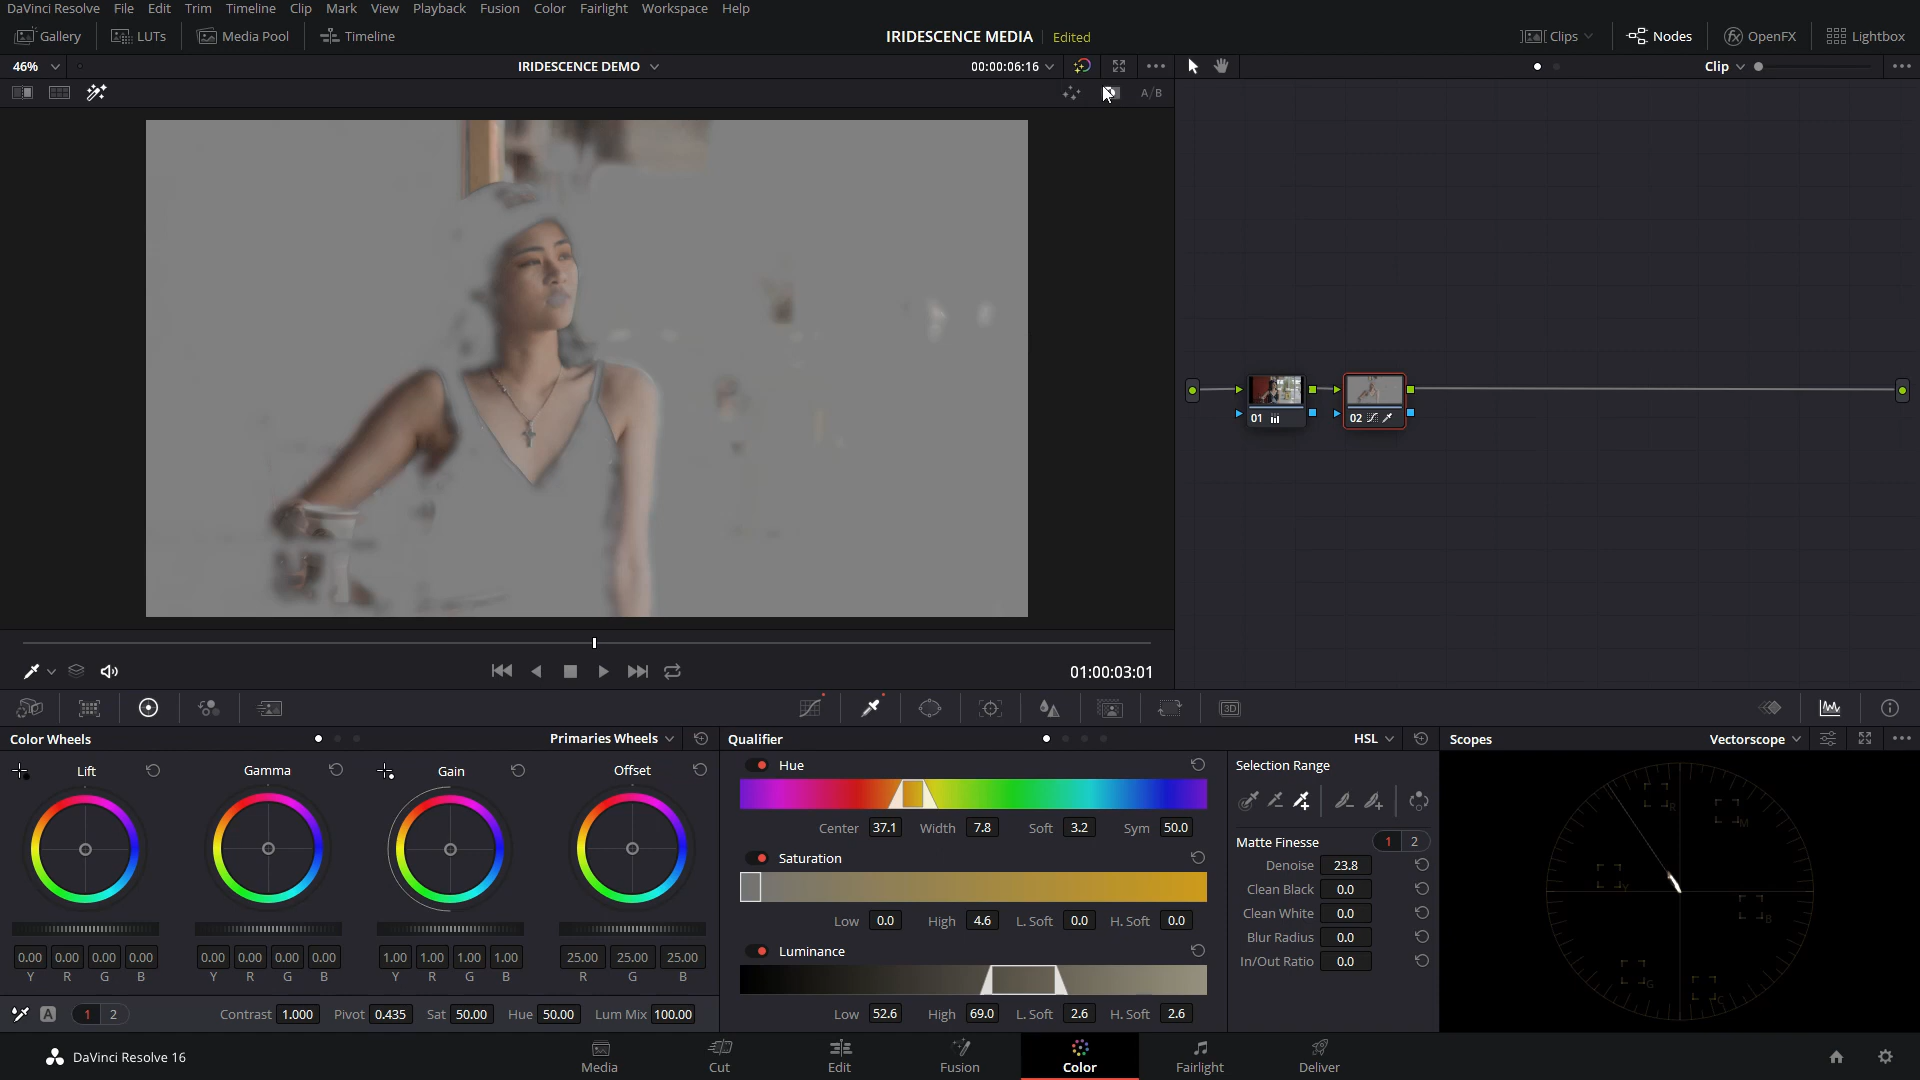 DaVinci Resolve File Edit Trim Timeline Clip Mark View Playback Fusion Color Fairlight Workspace Help
Gallery LUTs Media Pool Timeline IRIDESCENCE MEDIA Edited Clips Nodes OpenFX Lightbox
46% IRIDESCENCE DEMO 00:00:06:16 Clip
A/B
01 02
01:00:03:01
3D
Color Wheels Primaries Wheels Qualifier HSL Scopes Vectorscope
Lift Gamma Gain Offset Hue Selection Range
Center 37.1 Width 7.8 Soft 3.2 Sym 50.0
Matte Finesse 1 2
Saturation
Denoise 23.8
Clean Black 0.0
Clean White 0.0
Low 0.0 High 4.6 L. Soft 0.0 H. Soft 0.0
Blur Radius 0.0
Luminance
In/Out Ratio 0.0
0.00 0.00 0.00 0.00 0.00 0.00 0.00 0.00 1.00 1.00 1.00 1.00 25.00 25.00 25.00
Y R G B Y R G B Y R G B R G B
A 1 2 Contrast 1.000 Pivot 0.435 Sat 50.00 Hue 50.00 Lum Mix 100.00
Low 52.6 High 69.0 L. Soft 2.6 H. Soft 2.6
R M Y B G C
DaVinci Resolve 16 Media Cut Edit Fusion Color Fairlight Deliver